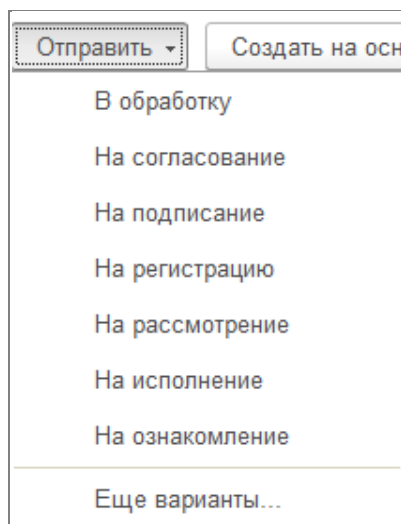 Отправить Создать на осн
В обработку
На согласование
На подписание
На регистрацию
На рассмотрение
На исполнение
На ознакомление
Еще варианты...